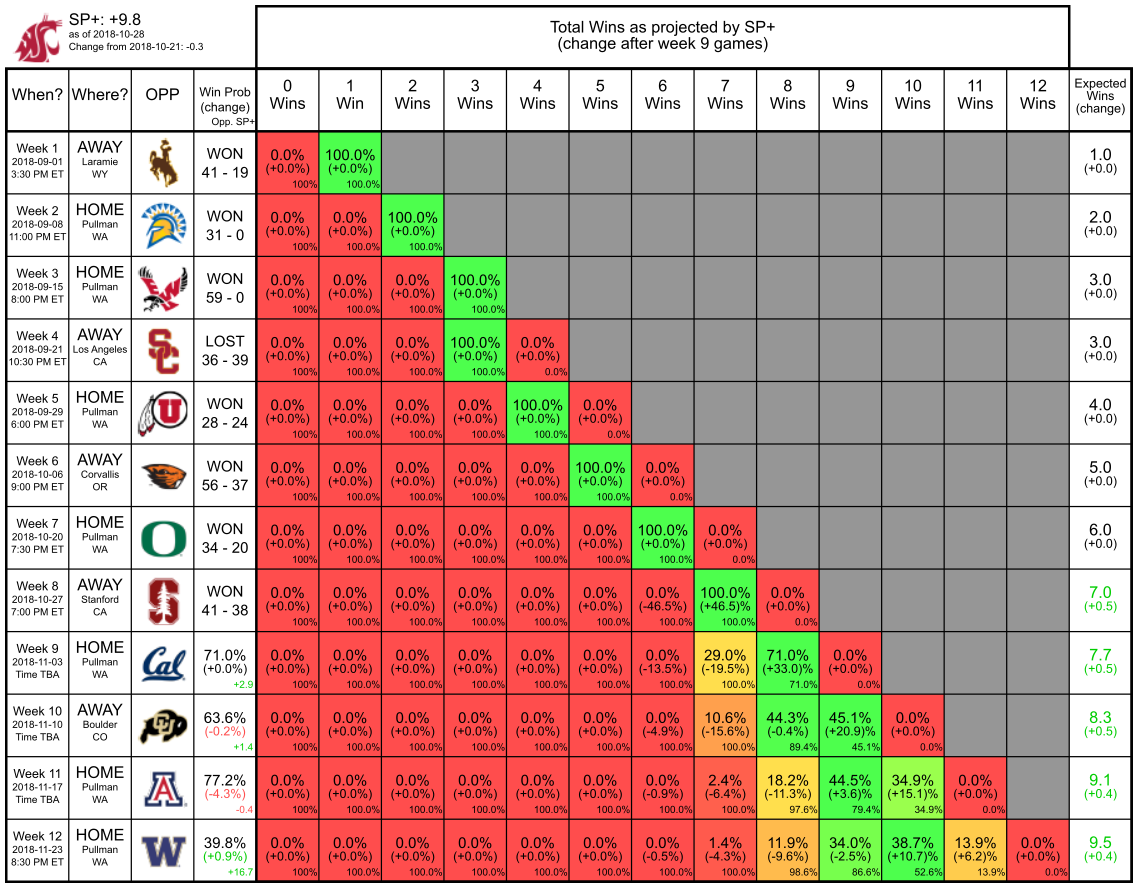 SP+: +9.8
as of 2018-10-28
Change from 2018-10-21: -0.3
Total Wins as projected by SP+
(change after week 9 games)
When? Where? OPP Win Prob (change) Opp. SP+ 0 Wins 1 Win 2 Wins 3 Wins 4 Wins 5 Wins 6 Wins 7 Wins 8 Wins 9 Wins 10 Wins 11 Wins 12 Wins Expected Wins (change)
Week 1 AWAY WON 0.0% 100.0% 1.0
2018-09-01 Laramie 41 - 19 (+0.0%) (+0.0%) (+0.0)
3:30 PM ET WY 100% 100.0%
Week 2 HOME WON 0.0% 0.0% 100.0% 2.0
2018-09-08 Pullman 31 - 0 (+0.0%) (+0.0%) (+0.0%) (+0.0)
11:00 PM ET WA 100% 100.0% 100.0%
Week 3 HOME WON 0.0% 0.0% 0.0% 100.0% 3.0
2018-09-15 Pullman 59 - 0 (+0.0%) (+0.0%) (+0.0%) (+0.0%) (+0.0)
8:00 PM ET WA 100% 100.0% 100.0% 100.0%
Week 4 AWAY LOST 0.0% 0.0% 0.0% 100.0% 0.0% 3.0
2018-09-21 Los Angeles SC 36 - 39 (+0.0%) (+0.0%) (+0.0%) (+0.0%) (+0.0%) (+0.0)
10:30 PM ET CA 100% 100.0% 100.0% 100.0% 0.0%
Week 5 HOME WON 0.0% 0.0% 0.0% 0.0% 100.0% 0.0% 4.0
2018-09-29 Pullman U 28 - 24 (+0.0%) (+0.0%) (+0.0%) (+0.0%) (+0.0%) (+0.0%) (+0.0)
6:00 PM ET WA 100% 100.0% 100.0% 100.0% 100.0% 0.0%
Week 6 AWAY WON 0.0% 0.0% 0.0% 0.0% 0.0% 100.0% 0.0% 5.0
2018-10-06 Corvallis 56 - 37 (+0.0%) (+0.0%) (+0.0%) (+0.0%) (+0.0%) (+0.0%) (+0.0%) (+0.0)
9:00 PM ET OR 100% 100.0% 100.0% 100.0% 100.0% 100.0% 0.0%
Week 7 HOME WON 0.0% 0.0% 0.0% 0.0% 0.0% 0.0% 100.0% 0.0% 6.0
2018-10-20 Pullman O 34 - 20 (+0.0%) (+0.0%) (+0.0%) (+0.0%) (+0.0%) (+0.0%) (+0.0%) (+0.0%) (+0.0)
7:30 PM ET WA 100% 100.0% 100.0% 100.0% 100.0% 100.0% 100.0% 0.0%
Week 8 AWAY WON 0.0% 0.0% 0.0% 0.0% 0.0% 0.0% 0.0% 100.0% 0.0% 7.0
2018-10-27 Stanford S 41 - 38 (+0.0%) (+0.0%) (+0.0%) (+0.0%) (+0.0%) (+0.0%) (-46.5%) (+46.5)% (+0.0%) (+0.5)
7:00 PM ET CA 100% 100.0% 100.0% 100.0% 100.0% 100.0% 100.0% 100.0% 0.0%
Week 9 HOME 71.0% 0.0% 0.0% 0.0% 0.0% 0.0% 0.0% 0.0% 29.0% 71.0% 0.0% 7.7
2018-11-03 Pullman Cal (+0.0%) (+0.0%) (+0.0%) (+0.0%) (+0.0%) (+0.0%) (+0.0%) (-13.5%) (-19.5%) (+33.0)% (+0.0%) (+0.5)
Time TBA WA +2.9 100% 100.0% 100.0% 100.0% 100.0% 100.0% 100.0% 100.0% 71.0% 0.0%
Week 10 AWAY 63.6% 0.0% 0.0% 0.0% 0.0% 0.0% 0.0% 0.0% 10.6% 44.3% 45.1% 0.0% 8.3
2018-11-10 Boulder CU (-0.2%) (+0.0%) (+0.0%) (+0.0%) (+0.0%) (+0.0%) (+0.0%) (-4.9%) (-15.6%) (-0.4%) (+20.9)% (+0.0%) (+0.5)
Time TBA CO +1.4 100% 100.0% 100.0% 100.0% 100.0% 100.0% 100.0% 100.0% 89.4% 45.1% 0.0%
Week 11 HOME 77.2% 0.0% 0.0% 0.0% 0.0% 0.0% 0.0% 0.0% 2.4% 18.2% 44.5% 34.9% 0.0% 9.1
2018-11-17 Pullman A (-4.3%) (+0.0%) (+0.0%) (+0.0%) (+0.0%) (+0.0%) (+0.0%) (-0.9%) (-6.4%) (-11.3%) (+3.6)% (+15.1)% (+0.0%) (+0.4)
Time TBA WA -0.4 100% 100.0% 100.0% 100.0% 100.0% 100.0% 100.0% 100.0% 97.6% 79.4% 34.9% 0.0%
Week 12 HOME 39.8% 0.0% 0.0% 0.0% 0.0% 0.0% 0.0% 0.0% 1.4% 11.9% 34.0% 38.7% 13.9% 0.0% 9.5
2018-11-23 Pullman W (+0.9%) (+0.0%) (+0.0%) (+0.0%) (+0.0%) (+0.0%) (+0.0%) (-0.5%) (-4.3%) (-9.6%) (-2.5%) (+10.7)% (+6.2)% (+0.0%) (+0.4)
8:30 PM ET WA +16.7 100% 100.0% 100.0% 100.0% 100.0% 100.0% 100.0% 100.0% 98.6% 86.6% 52.6% 13.9% 0.0%